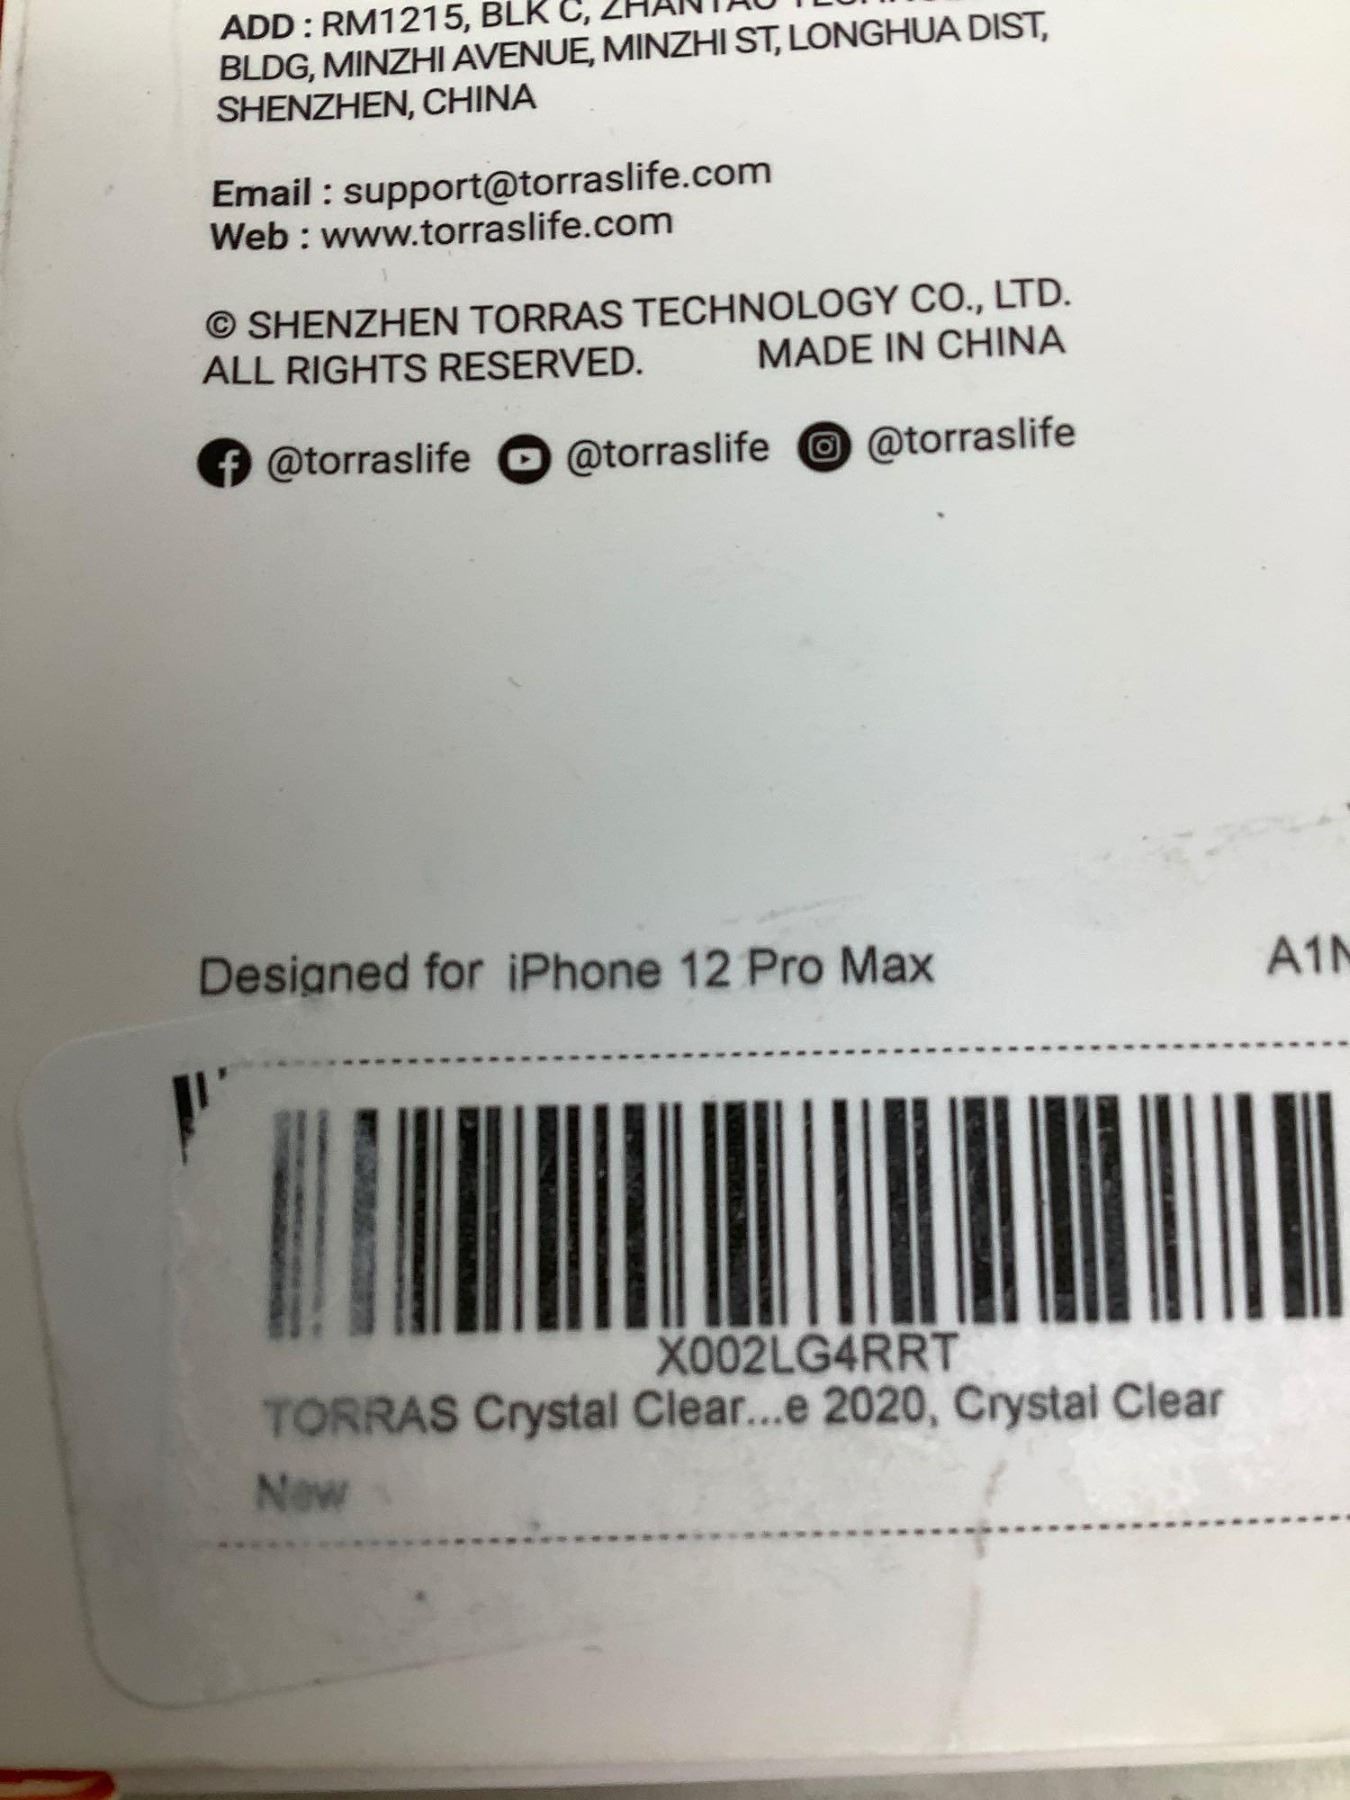 ADD : RM1215, BLK C, ZHANTAO
BLDG, MINZHI AVENUE, MINZHI ST, LONGHUA DIST,
SHENZHEN, CHINA
Email : support@torraslife.com
Web : www.torraslife.com
© SHENZHEN TORRAS TECHNOLOGY CO., LTD.
ALL RIGHTS RESERVED. MADE IN CHINA
@torraslife @torraslife @torraslife
Designed for iPhone 12 Pro Max A1N
X002LG4RRT
TORRAS Crystal Clear...e 2020, Crystal Clear
New